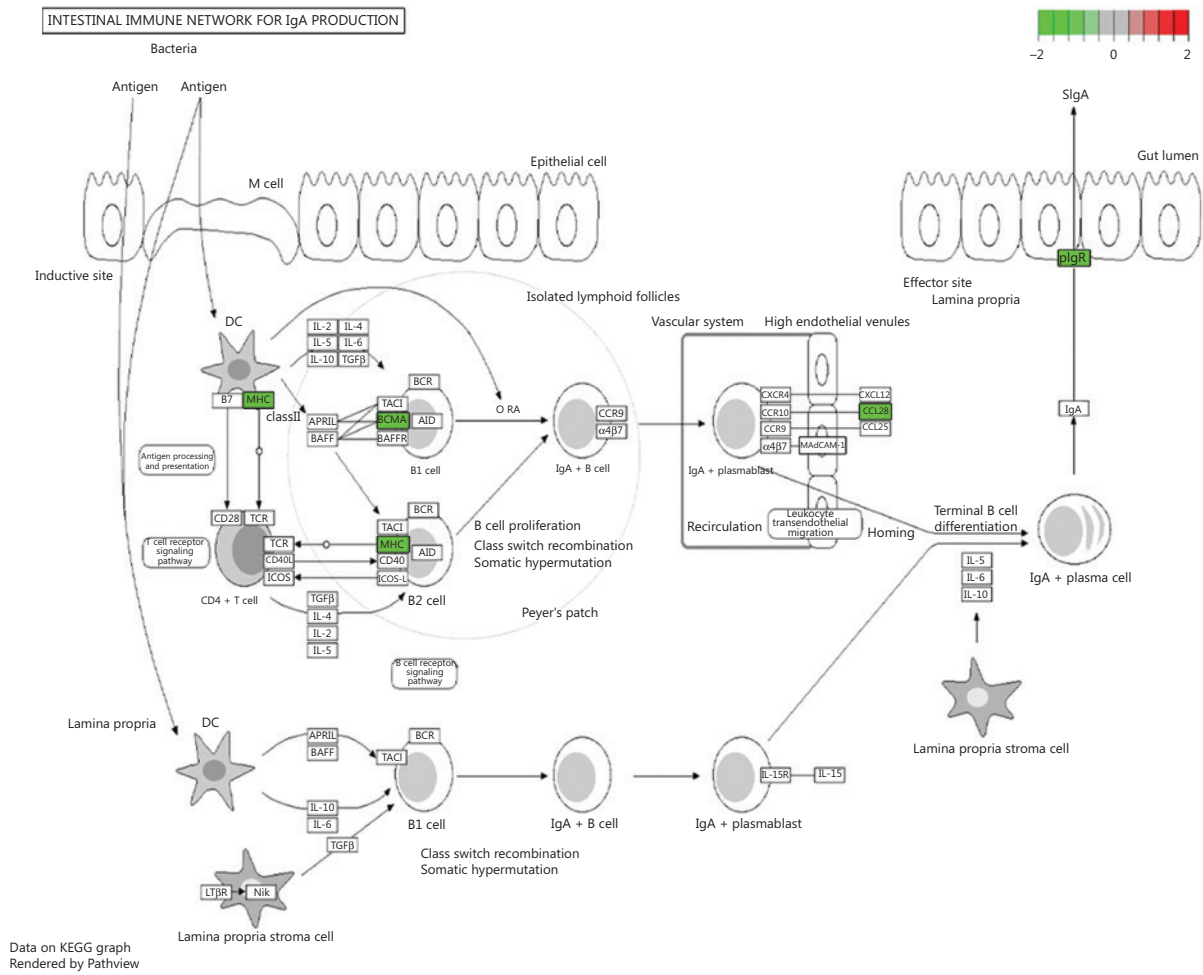 INTESTINAL IMMUNE NETWORK FOR IgA PRODUCTION
−2 0 2
Bacteria
Antigen
Antigen
SIgA
Epithelial cell
Gut lumen
M cell
pIgR
Inductive site
Effector site
Lamina propria
Isolated lymphoid follicles
Vascular system
High endothelial venules
DC
IL-2
IL-4
IL-5
IL-6
IL-10
TGFβ
B7
MHC
classII
BCR
TACI
BCMA
AID
BAFFR
APRIL
BAFF
B1 cell
O RA
CCR9
α4β7
IgA + B cell
CXCR4
CCR10
CCR9
α4β7
CXCL12
CCL28
CCL25
MAdCAM-1
IgA + plasmablast
IgA
Antigen processing
and presentation
CD28
TCR
T cell receptor
signaling
pathway
TCR
CD40L
ICOS
CD4 + T cell
BCR
TACI
MHC
AID
CD40
ICOS-L
B2 cell
B cell proliferation
Class switch recombination
Somatic hypermutation
Recirculation
Leukocyte
transendothelial
migration
Homing
Terminal B cell
differentiation
IL-5
IL-6
IL-10
IgA + plasma cell
TGFβ
IL-4
IL-2
IL-5
Peyer's patch
B cell receptor
signaling
pathway
Lamina propria
DC
APRIL
BAFF
BCR
TACI
IL-10
IL-6
TGFβ
B1 cell
IgA + B cell
IL-15R
IL-15
IgA + plasmablast
Lamina propria stroma cell
Class switch recombination
Somatic hypermutation
LTβR
Nik
Lamina propria stroma cell
Data on KEGG graph
Rendered by Pathview